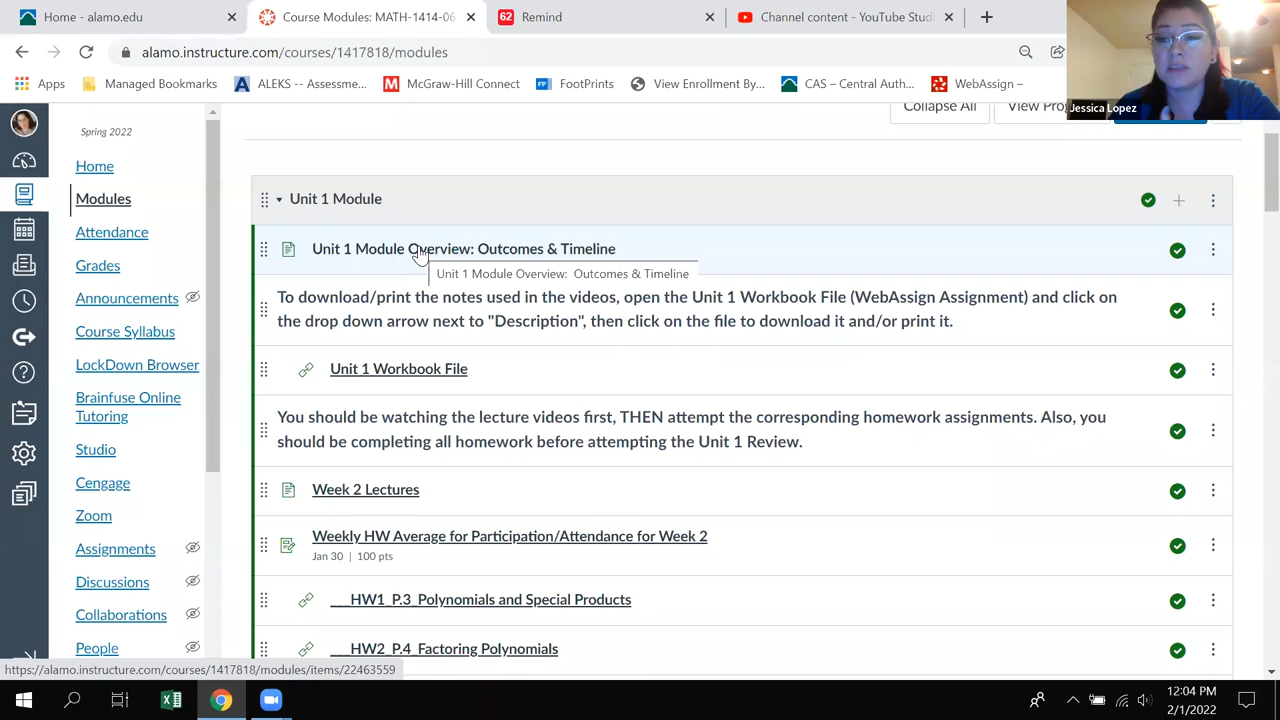 Home - alamo.edu
Course Modules: MATH-1414-06
62 Remind
Channel content - YouTube Stud
alamo.instructure.com/courses/1417818/modules
Apps
Managed Bookmarks
ALEKS -- Assessme...
McGraw-Hill Connect
FP FootPrints
View Enrollment By...
CAS – Central Auth...
WebAssign –
Jessica Lopez
Collapse All
Spring 2022
Home
Modules
Attendance
Grades
Announcements
Course Syllabus
LockDown Browser
Brainfuse Online
Tutoring
Studio
Cengage
Zoom
Assignments
Discussions
Collaborations
People
Unit 1 Module
Unit 1 Module Overview: Outcomes & Timeline
Unit 1 Module Overview: Outcomes & Timeline
To download/print the notes used in the videos, open the Unit 1 Workbook File (WebAssign Assignment) and click on
the drop down arrow next to "Description", then click on the file to download it and/or print it.
Unit 1 Workbook File
You should be watching the lecture videos first, THEN attempt the corresponding homework assignments. Also, you
should be completing all homework before attempting the Unit 1 Review.
Week 2 Lectures
Weekly HW Average for Participation/Attendance for Week 2
Jan 30 | 100 pts
___HW1_P.3_Polynomials and Special Products
___HW2_P.4_Factoring Polynomials
https://alamo.instructure.com/courses/1417818/modules/items/22463559
12:04 PM
2/1/2022